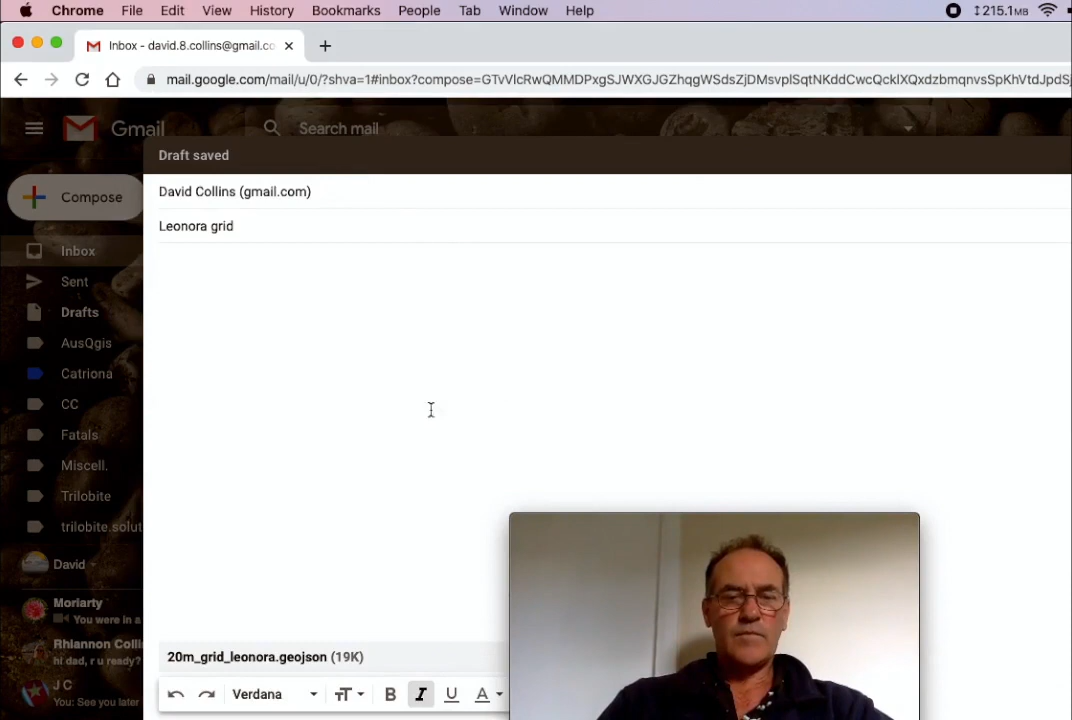 Chrome File Edit View History Bookmarks People Tab Window Help 215.1MB
Inbox - david.8.collins@gmail.co
mail.google.com/mail/u/0/?shva=1#inbox?compose=GTvVlcRwQMMDPxgSJWXGJGZhqgWSdsZjDMsvplSqtNKddCwcQcklXQxdzbmqnvsSpKhVtdJpdSj
Gmail Search mail
Draft saved
David Collins (gmail.com)
Compose
Leonora grid
Inbox
Sent
Drafts
AusQgis
Catriona
CC
Fatals
Miscell.
Trilobite
trilobite.solut
David
Moriarty
You were in a
Rhiannon Colli
hi dad, r u ready?
J C
You: See you later
20m_grid_leonora.geojson (19K)
Verdana TT B I U A